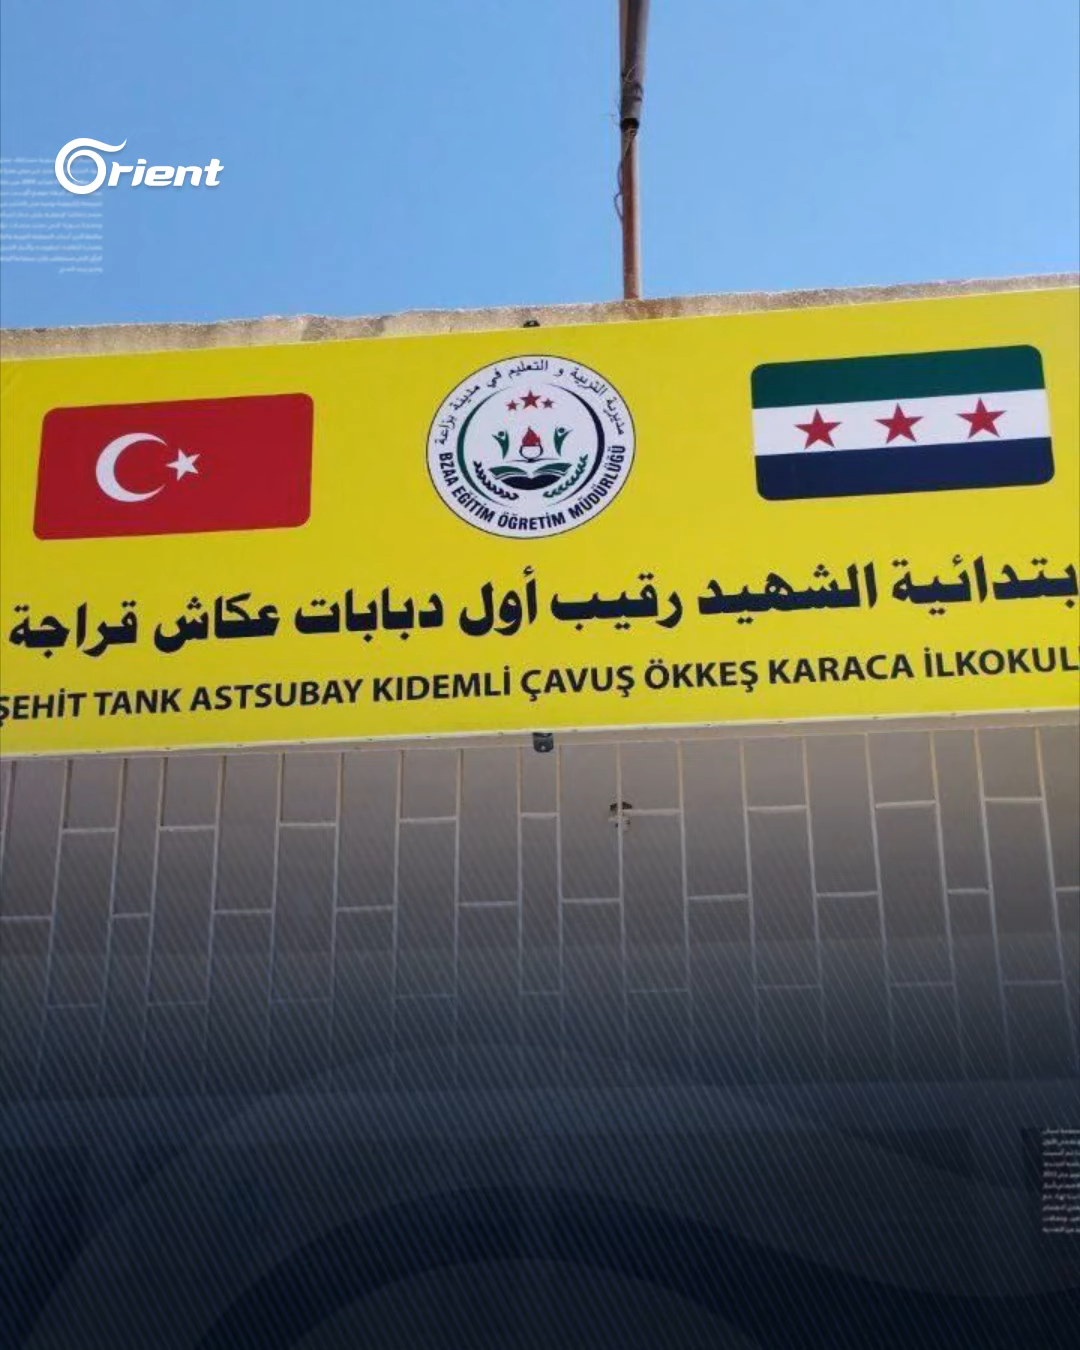 Orient
مديرية التربية و التعليم في مدينة بزاعة
BZAA EĞİTİM ÖĞRETİM MÜDÜRLÜĞÜ
بتدائية الشهيد رقيب أول دبابات عكاش قراجة
ŞEHİT TANK ASTSUBAY KIDEMLİ ÇAVUŞ ÖKKEŞ KARACA İLKOKUL